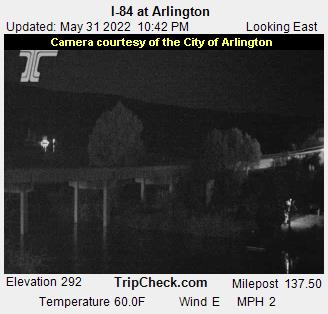 I-84 at Arlington
Updated: May 31 2022 10:42 PM Looking East
Camera courtesy of the City of Arlington
Elevation 292 TripCheck.com Milepost 137.50
Temperature 60.0F Wind E MPH 2